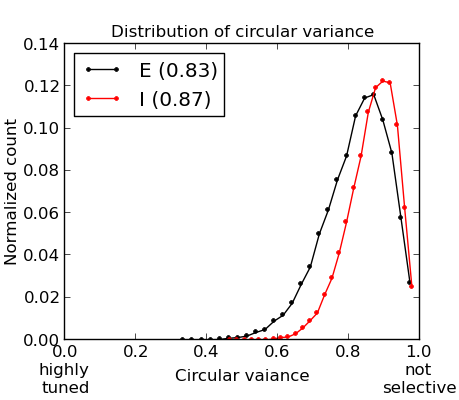 Distribution of circular variance
E (0.83)
I (0.87)
Normalized count
0.14
0.12
0.10
0.08
0.06
0.04
0.02
0.00
0.0 0.2 0.4 0.6 0.8 1.0
highly
tuned
Circular vaiance
not
selective